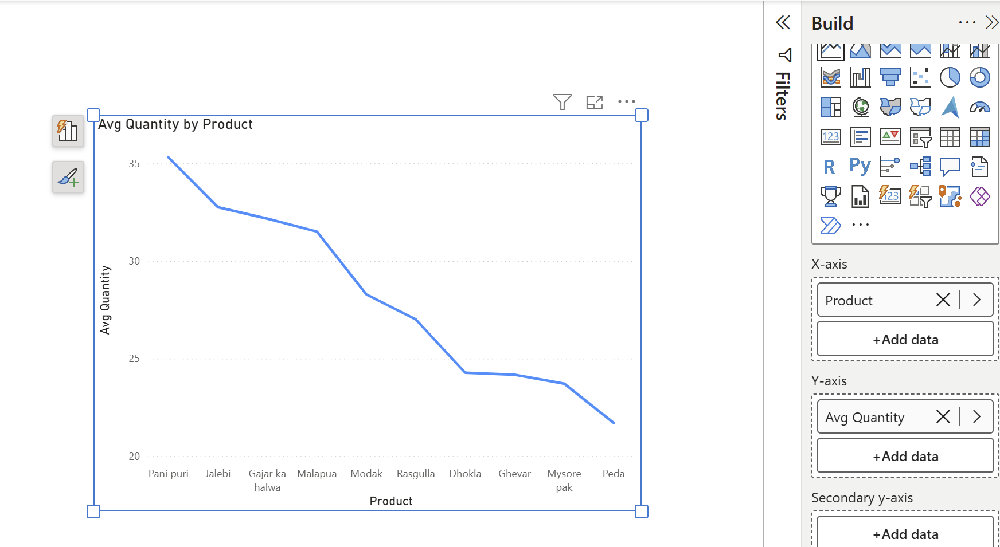 Build
Filters
Avg Quantity by Product
35
30
25
20
Avg Quantity
Pani puri
Jalebi
Gajar ka
halwa
Malapua
Modak
Rasgulla
Dhokla
Ghevar
Mysore
pak
Peda
Product
123
R
Py
123
X-axis
Product
+Add data
Y-axis
Avg Quantity
+Add data
Secondary y-axis
+Add data